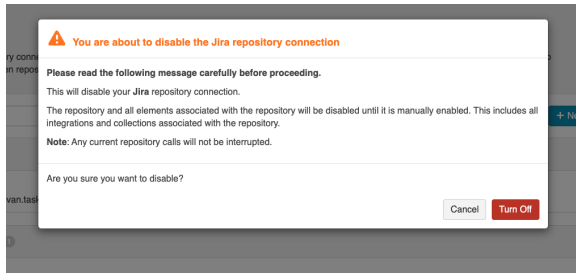 You are about to disable the Jira repository connection
Please read the following message carefully before proceeding.
This will disable your Jira repository connection.
The repository and all elements associated with the repository will be disabled until it is manually enabled. This includes all
integrations and collections associated with the repository.
Note: Any current repository calls will not be interrupted.
Are you sure you want to disable?
Cancel Turn Off